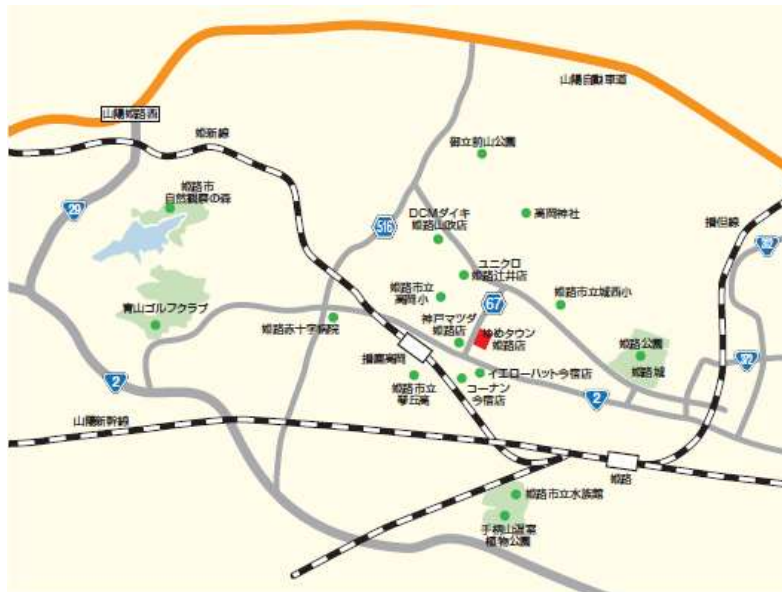 山陽自動車道
山陽姫路西
姫新線
御立前山公園
29
姫路市
自然観察の森
516
DCMダイキ
姫路山吹店
高岡神社
播但線
312
ユニクロ
姫路辻井店
姫路市立
高岡小
67
姫路市立城西小
青山ゴルフクラブ
姫路赤十字病院
神戸マツダ
姫路店
ゆめタウン
姫路店
姫路公園
姫路城
372
播磨高岡
2
姫路市立
琴丘高
イエローハット今宿店
コーナン
今宿店
2
山陽新幹線
姫路
姫路市立水族館
手柄山温室
植物公園